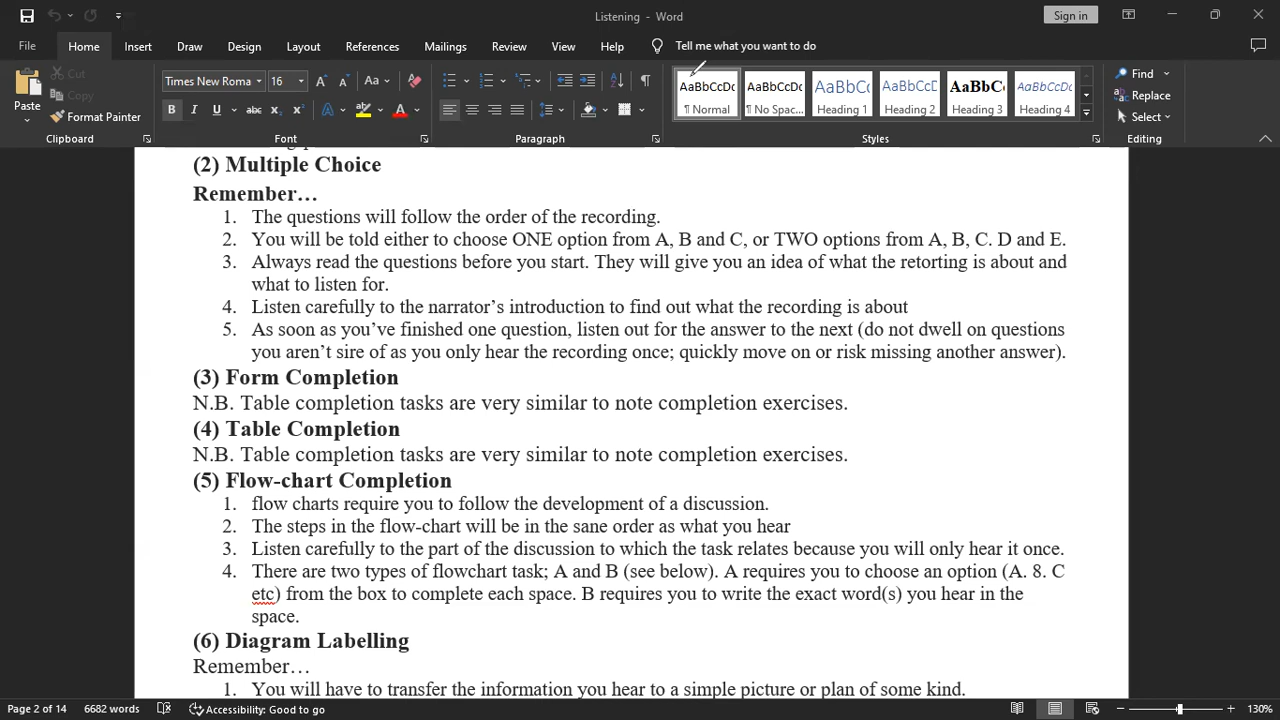 Listening - Word
Sign in
File Home Insert Draw Design Layout References Mailings Review View Help Tell me what you want to do
Paste
Cut
Copy
Format Painter
Clipboard
Times New Roma 16 Aa
B I U abc A A
Font
Paragraph
AaBbCcDc AaBbCcDc AaBbC AaBbCcD AaBbC AaBbCcDc
¶ Normal ¶ No Spac... Heading 1 Heading 2 Heading 3 Heading 4
Styles
Find
Replace
Select
Editing
(2) Multiple Choice
Remember…
1. The questions will follow the order of the recording.
2. You will be told either to choose ONE option from A, B and C, or TWO options from A, B, C. D and E.
3. Always read the questions before you start. They will give you an idea of what the retorting is about and
what to listen for.
4. Listen carefully to the narrator’s introduction to find out what the recording is about
5. As soon as you’ve finished one question, listen out for the answer to the next (do not dwell on questions
you aren’t sire of as you only hear the recording once; quickly move on or risk missing another answer).
(3) Form Completion
N.B. Table completion tasks are very similar to note completion exercises.
(4) Table Completion
N.B. Table completion tasks are very similar to note completion exercises.
(5) Flow-chart Completion
1. flow charts require you to follow the development of a discussion.
2. The steps in the flow-chart will be in the sane order as what you hear
3. Listen carefully to the part of the discussion to which the task relates because you will only hear it once.
4. There are two types of flowchart task; A and B (see below). A requires you to choose an option (A. 8. C
etc) from the box to complete each space. B requires you to write the exact word(s) you hear in the
space.
(6) Diagram Labelling
Remember…
1. You will have to transfer the information you hear to a simple picture or plan of some kind.
Page 2 of 14 6682 words Accessibility: Good to go 130%